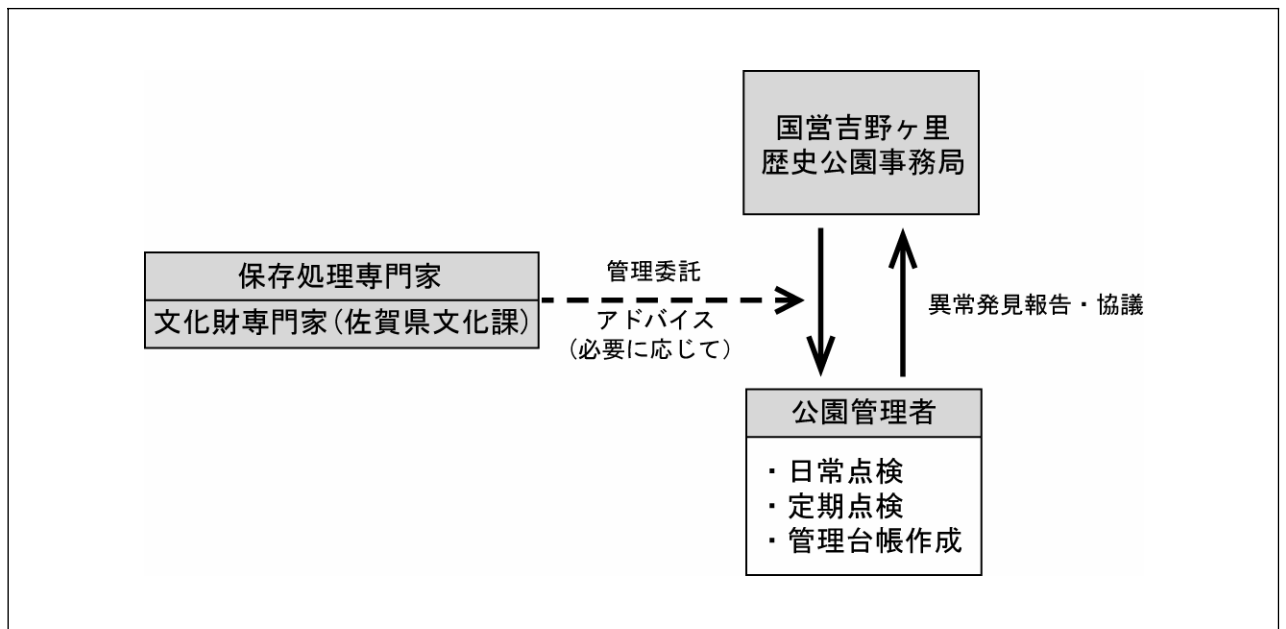 国営吉野ヶ里
歴史公園事務局
保存処理専門家
文化財専門家(佐賀県文化課)
管理委託
アドバイス
(必要に応じて)
異常発見報告・協議
公園管理者
・日常点検
・定期点検
・管理台帳作成